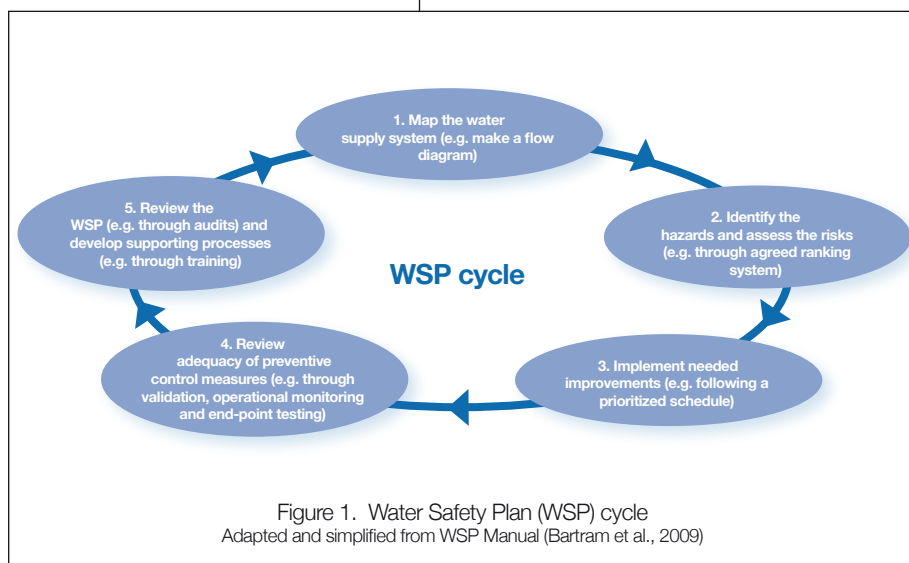 1. Map the water
supply system (e.g. make a flow
diagram)
2. Identify the
hazards and assess the risks
(e.g. through agreed ranking
system)
3. Implement needed
improvements (e.g. following a
prioritized schedule)
4. Review
adequacy of preventive
control measures (e.g. through
validation, operational monitoring
and end-point testing)
5. Review the
WSP (e.g. through audits) and
develop supporting processes
(e.g. through training)
WSP cycle
Figure 1. Water Safety Plan (WSP) cycle
Adapted and simplified from WSP Manual (Bartram et al., 2009)